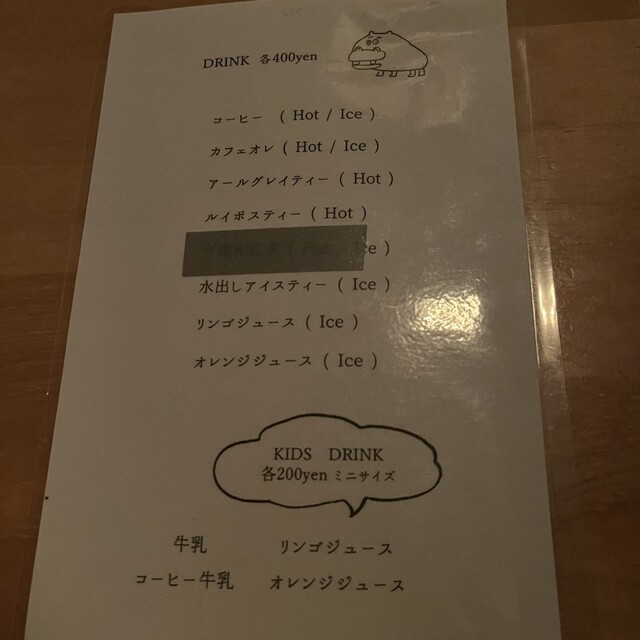 DRINK 各400yen
コーヒー ( Hot / Ice )
カフェオレ ( Hot / Ice )
アールグレイティー ( Hot )
ルイボスティー ( Hot )
Ice )
水出しアイスティー ( Ice )
リンゴジュース ( Ice )
オレンジジュース ( Ice )
KIDS DRINK
各200yen ミニサイズ
牛乳 リンゴジュース
コーヒー牛乳 オレンジジュース